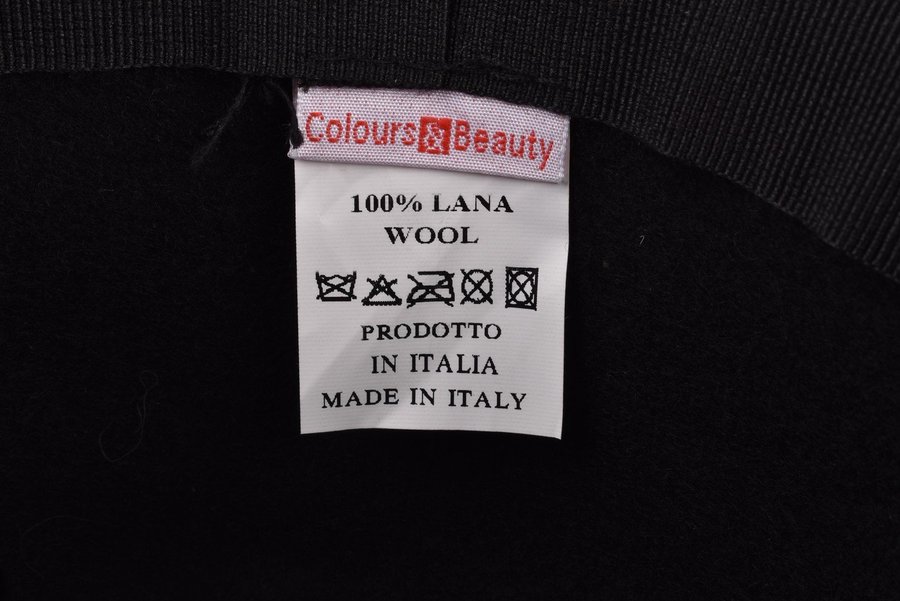 Colours & Beauty
100% LANA
WOOL
PRODOTTO
IN ITALIA
MADE IN ITALY